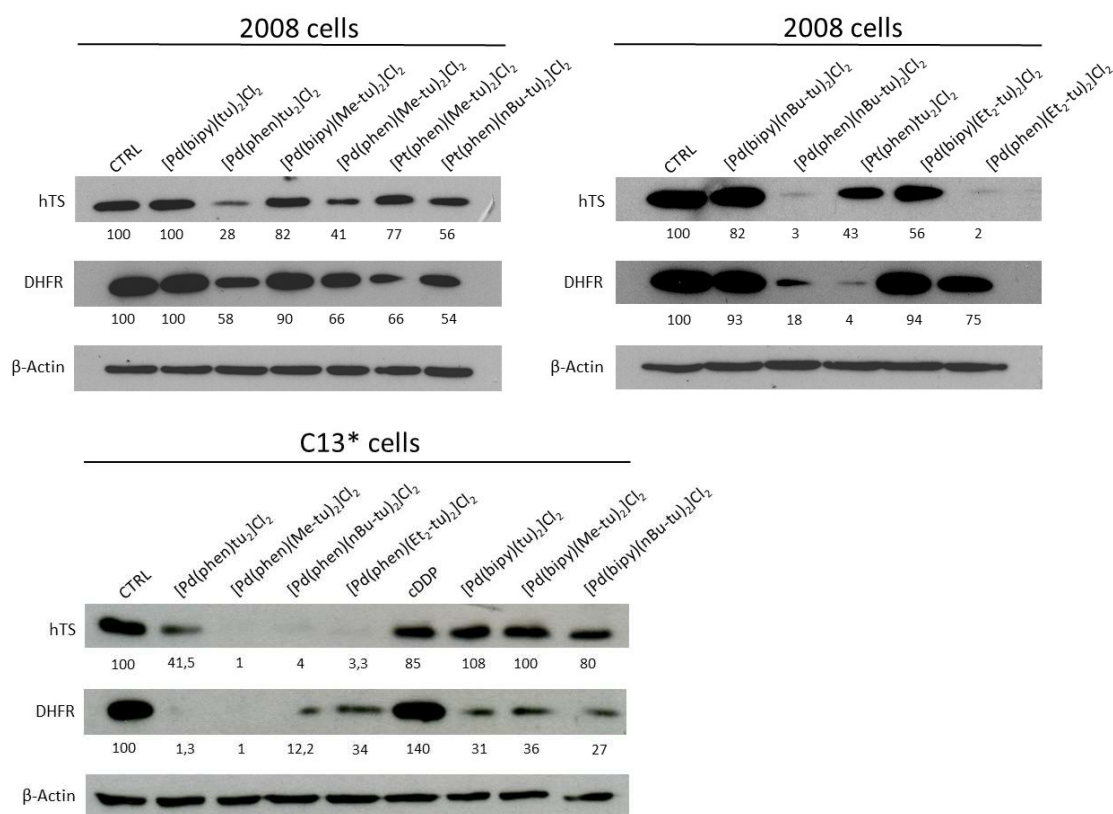 2008 cells
CTRL [Pd(bipy)(tu)₂]Cl₂ [Pd(phen)tu₂]Cl₂ [Pd(bipy)(Me-tu)₂]Cl₂ [Pd(phen)(Me-tu)₂]Cl₂ [Pt(phen)(Me-tu)₂]Cl₂ [Pt(phen)(nBu-tu)₂]Cl₂
hTS
100 100 28 82 41 77 56
DHFR
100 100 58 90 66 66 54
β-Actin
2008 cells
CTRL [Pd(bipy)(nBu-tu)₂]Cl₂ [Pd(phen)(nBu-tu)₂]Cl₂ [Pt(phen)tu₂]Cl₂ [Pd(bipy)(Et₂-tu)₂]Cl₂ [Pd(phen)(Et₂-tu)₂]Cl₂
hTS
100 82 3 43 56 2
DHFR
100 93 18 4 94 75
β-Actin
C13* cells
CTRL [Pd(phen)tu₂]Cl₂ [Pd(phen)(Me-tu)₂]Cl₂ [Pd(phen)(nBu-tu)₂]Cl₂ [Pd(phen)(Et₂-tu)₂]Cl₂ cDDP [Pd(bipy)(tu)₂]Cl₂ [Pd(bipy)(Me-tu)₂]Cl₂ [Pd(bipy)(nBu-tu)₂]Cl₂
hTS
100 41,5 1 4 3,3 85 108 100 80
DHFR
100 1,3 1 12,2 34 140 31 36 27
β-Actin